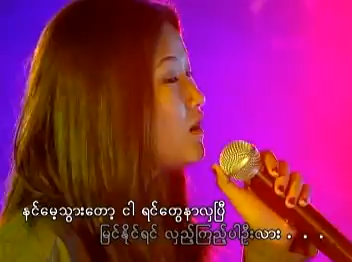 နင်မေ့သွားတော့ ငါ ရင်တွေနာလှပြီ
မြင်နိုင်ရင် လှည့်ကြည့်ပါဦးလား . . .